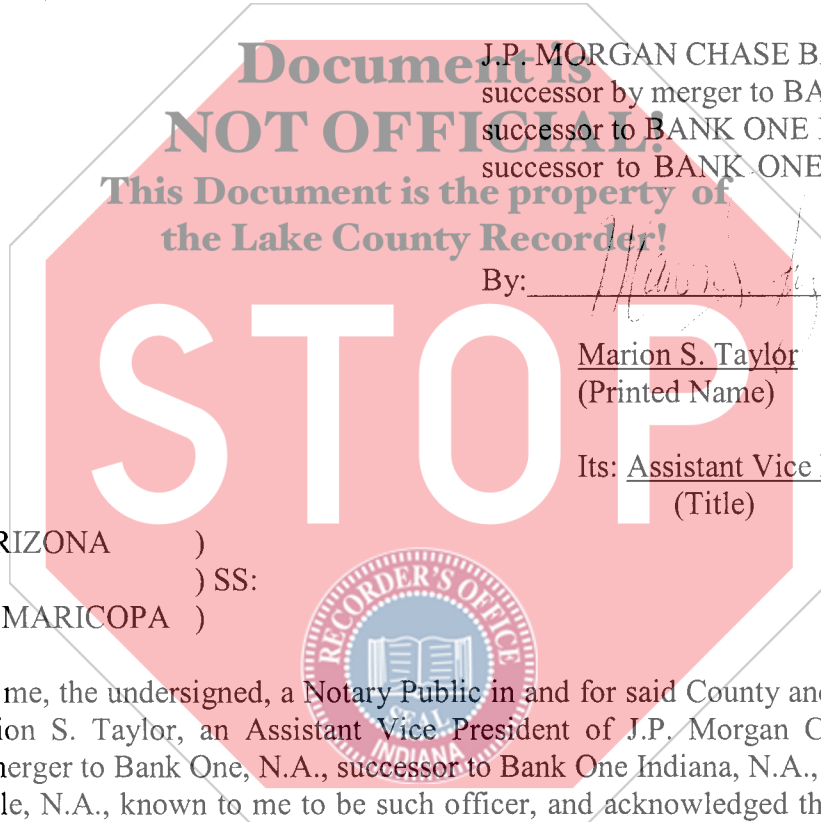 Document is
NOT OFFICIAL!
This Document is the property of
the Lake County Recorder!
STOP
J.P. MORGAN CHASE BA
successor by merger to BA
successor to BANK ONE
successor to BANK ONE
By:
Marion S. Taylor
(Printed Name)
Its: Assistant Vice
(Title)
RIZONA )
) SS:
MARICOPA )
RECORDER'S OFFICE
SEAL
INDIANA
me, the undersigned, a Notary Public in and for said County and
ion S. Taylor, an Assistant Vice President of J.P. Morgan C
nerger to Bank One, N.A., successor to Bank One Indiana, N.A.,
le, N.A., known to me to be such officer, and acknowledged th